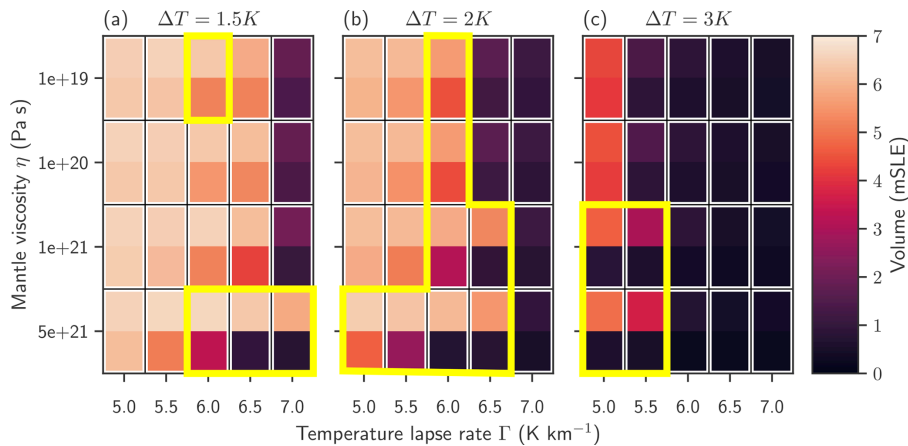 (a) ΔT = 1.5K
(b) ΔT = 2K
(c) ΔT = 3K
Mantle viscosity η (Pa s)
1e+19
1e+20
1e+21
5e+21
5.0 5.5 6.0 6.5 7.0
5.0 5.5 6.0 6.5 7.0
5.0 5.5 6.0 6.5 7.0
Temperature lapse rate Γ (K km⁻¹)
7
6
5
4
3
2
1
0
Volume (mSLE)